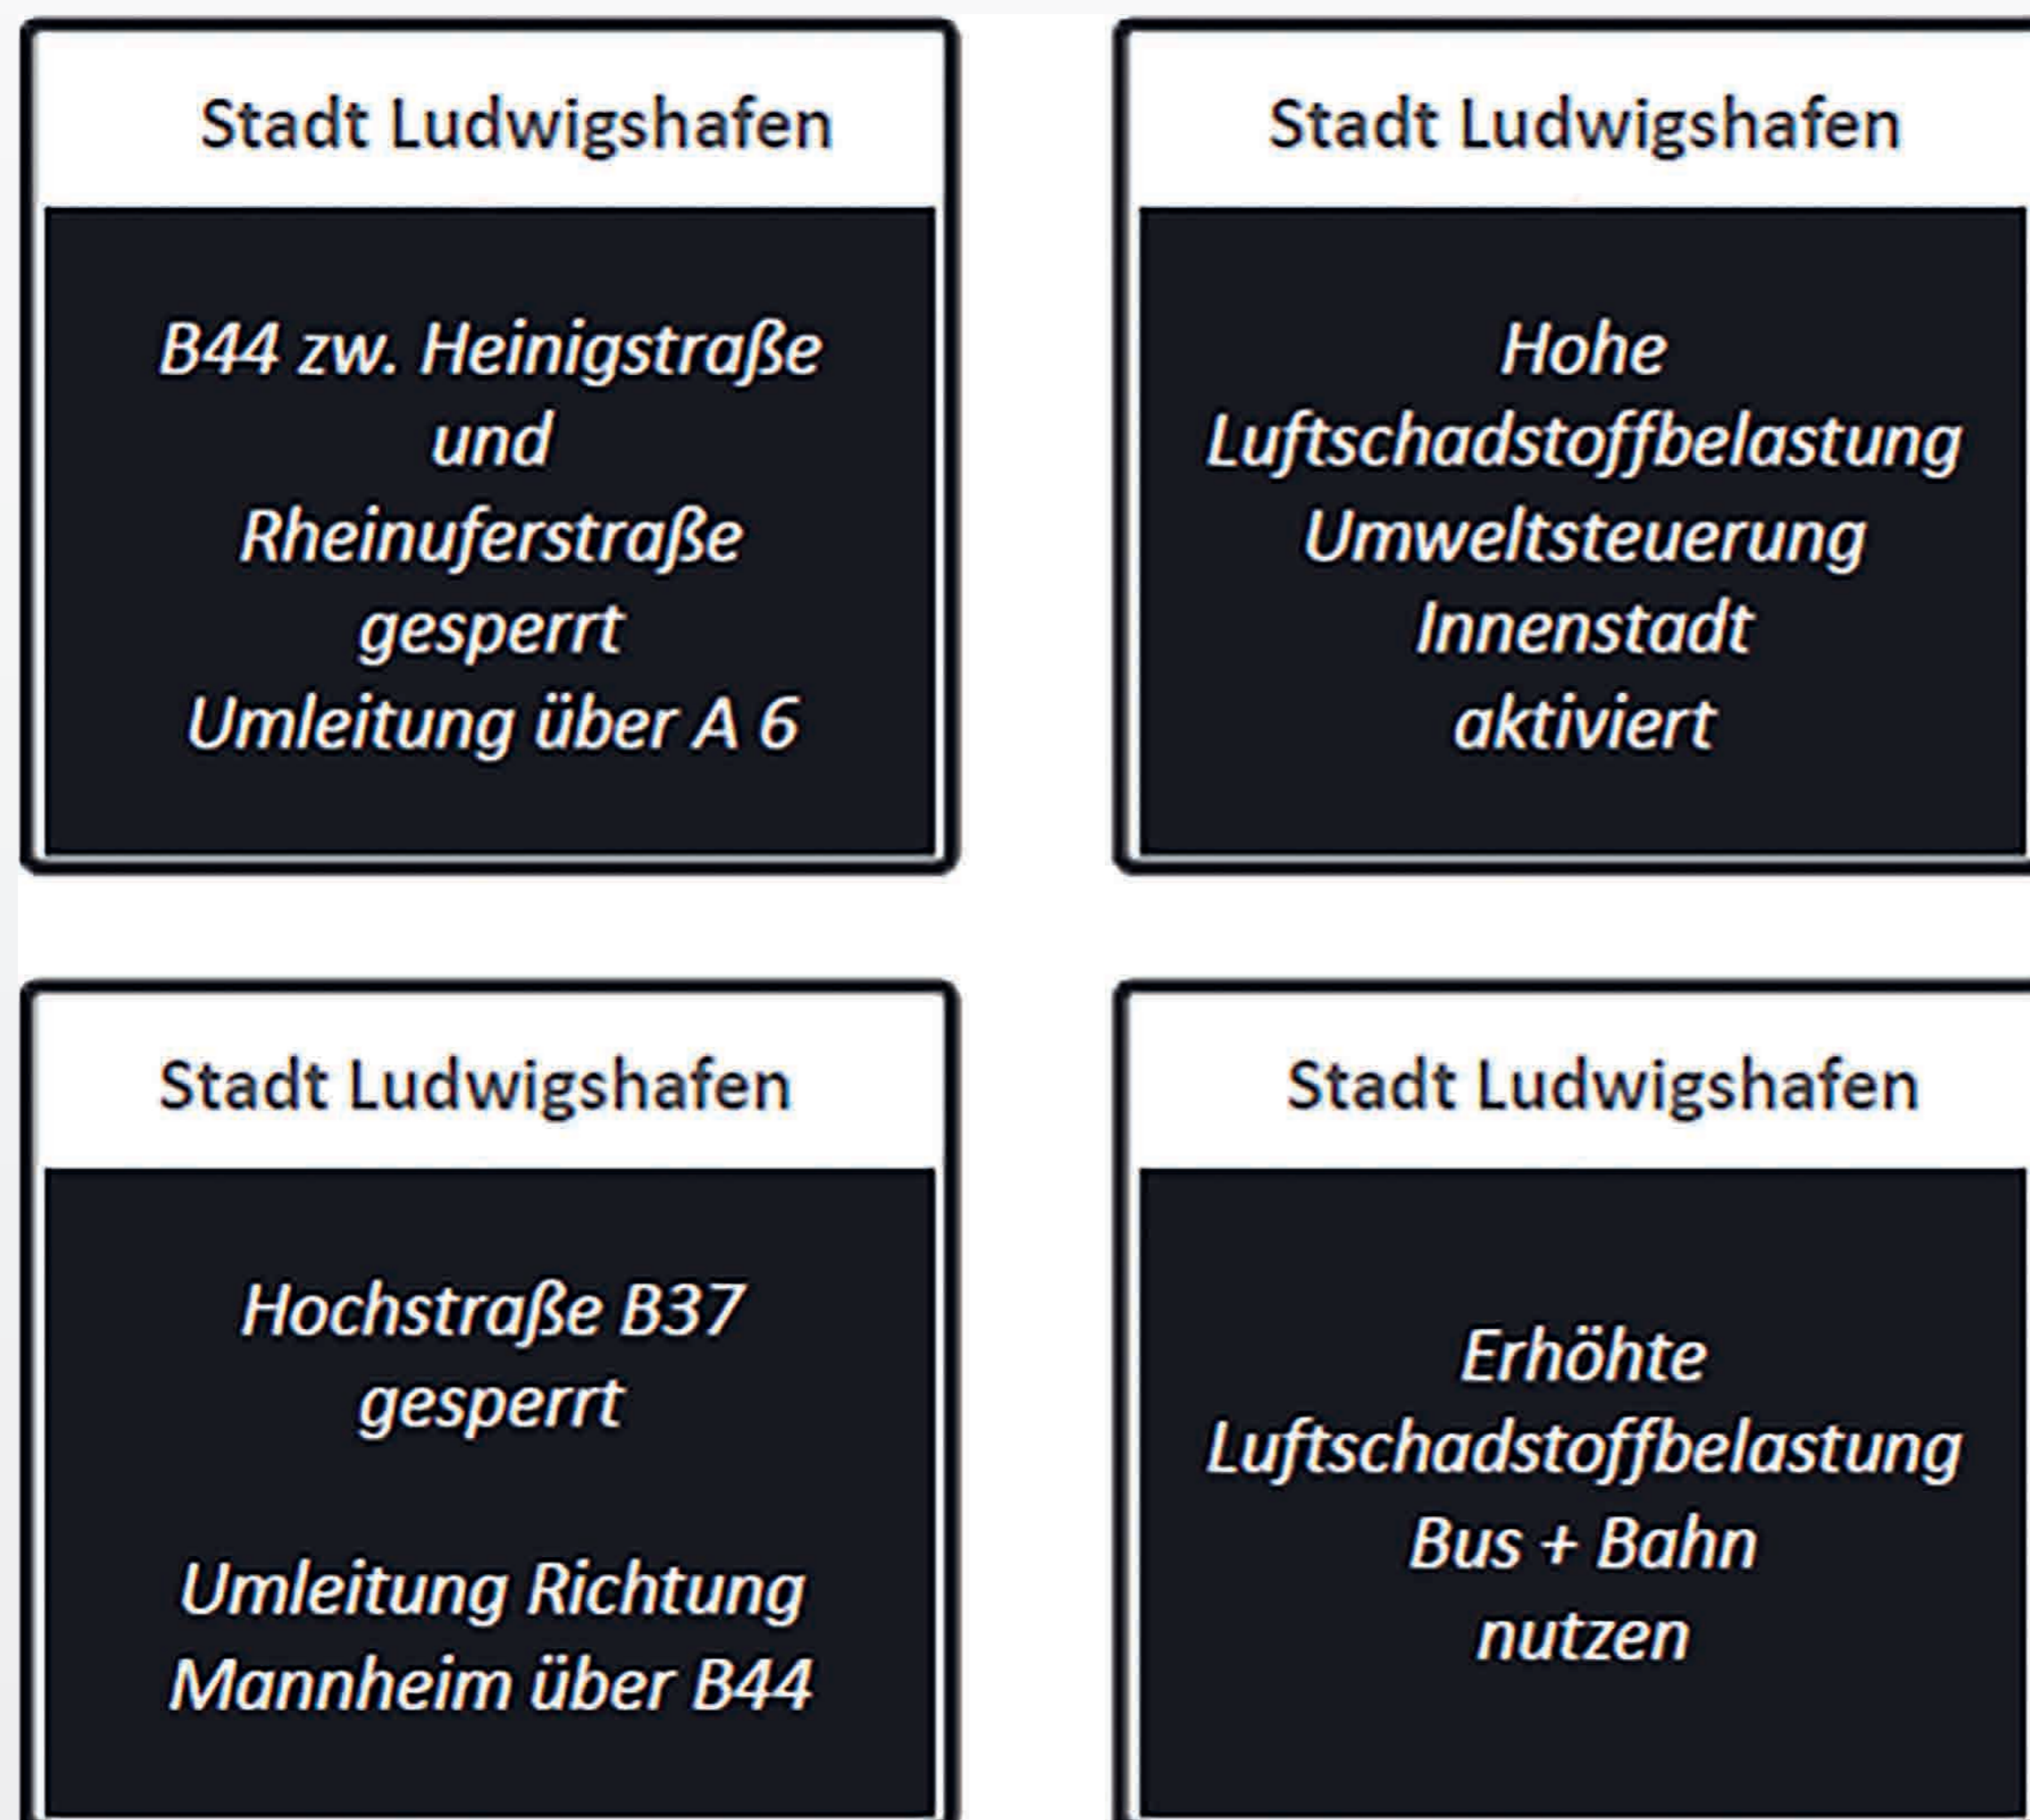 Stadt Ludwigshafen
B44 zw. Heinigstraße
und
Rheinuferstraße
gesperrt
Umleitung über A 6
Stadt Ludwigshafen
Hohe
Luftschadstoffbelastung
Umweltsteuerung
Innenstadt
aktiviert
Stadt Ludwigshafen
Hochstraße B37
gesperrt
Umleitung Richtung
Mannheim über B44
Stadt Ludwigshafen
Erhöhte
Luftschadstoffbelastung
Bus + Bahn
nutzen